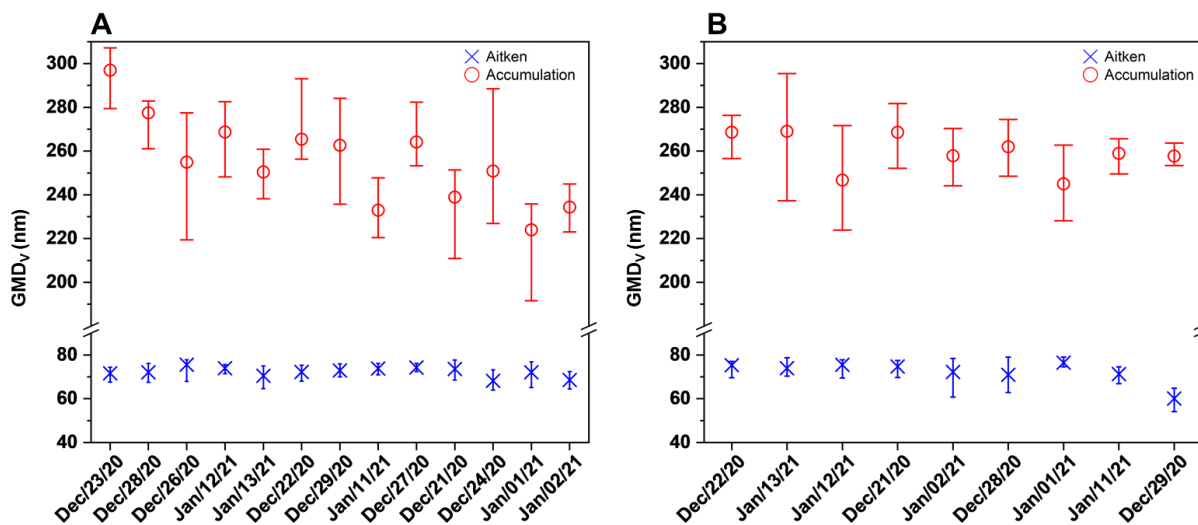 A
GMDV (nm)
300
280
260
240
220
200
80
60
40
Aitken
Accumulation
Dec/23/20
Dec/28/20
Dec/26/20
Jan/12/21
Jan/13/21
Dec/22/20
Dec/29/20
Jan/11/21
Dec/27/20
Dec/21/20
Dec/24/20
Jan/01/21
Jan/02/21
B
GMDV (nm)
300
280
260
240
220
200
80
60
40
Aitken
Accumulation
Dec/22/20
Jan/13/21
Jan/12/21
Dec/21/20
Jan/02/21
Dec/28/20
Jan/01/21
Jan/11/21
Dec/29/20